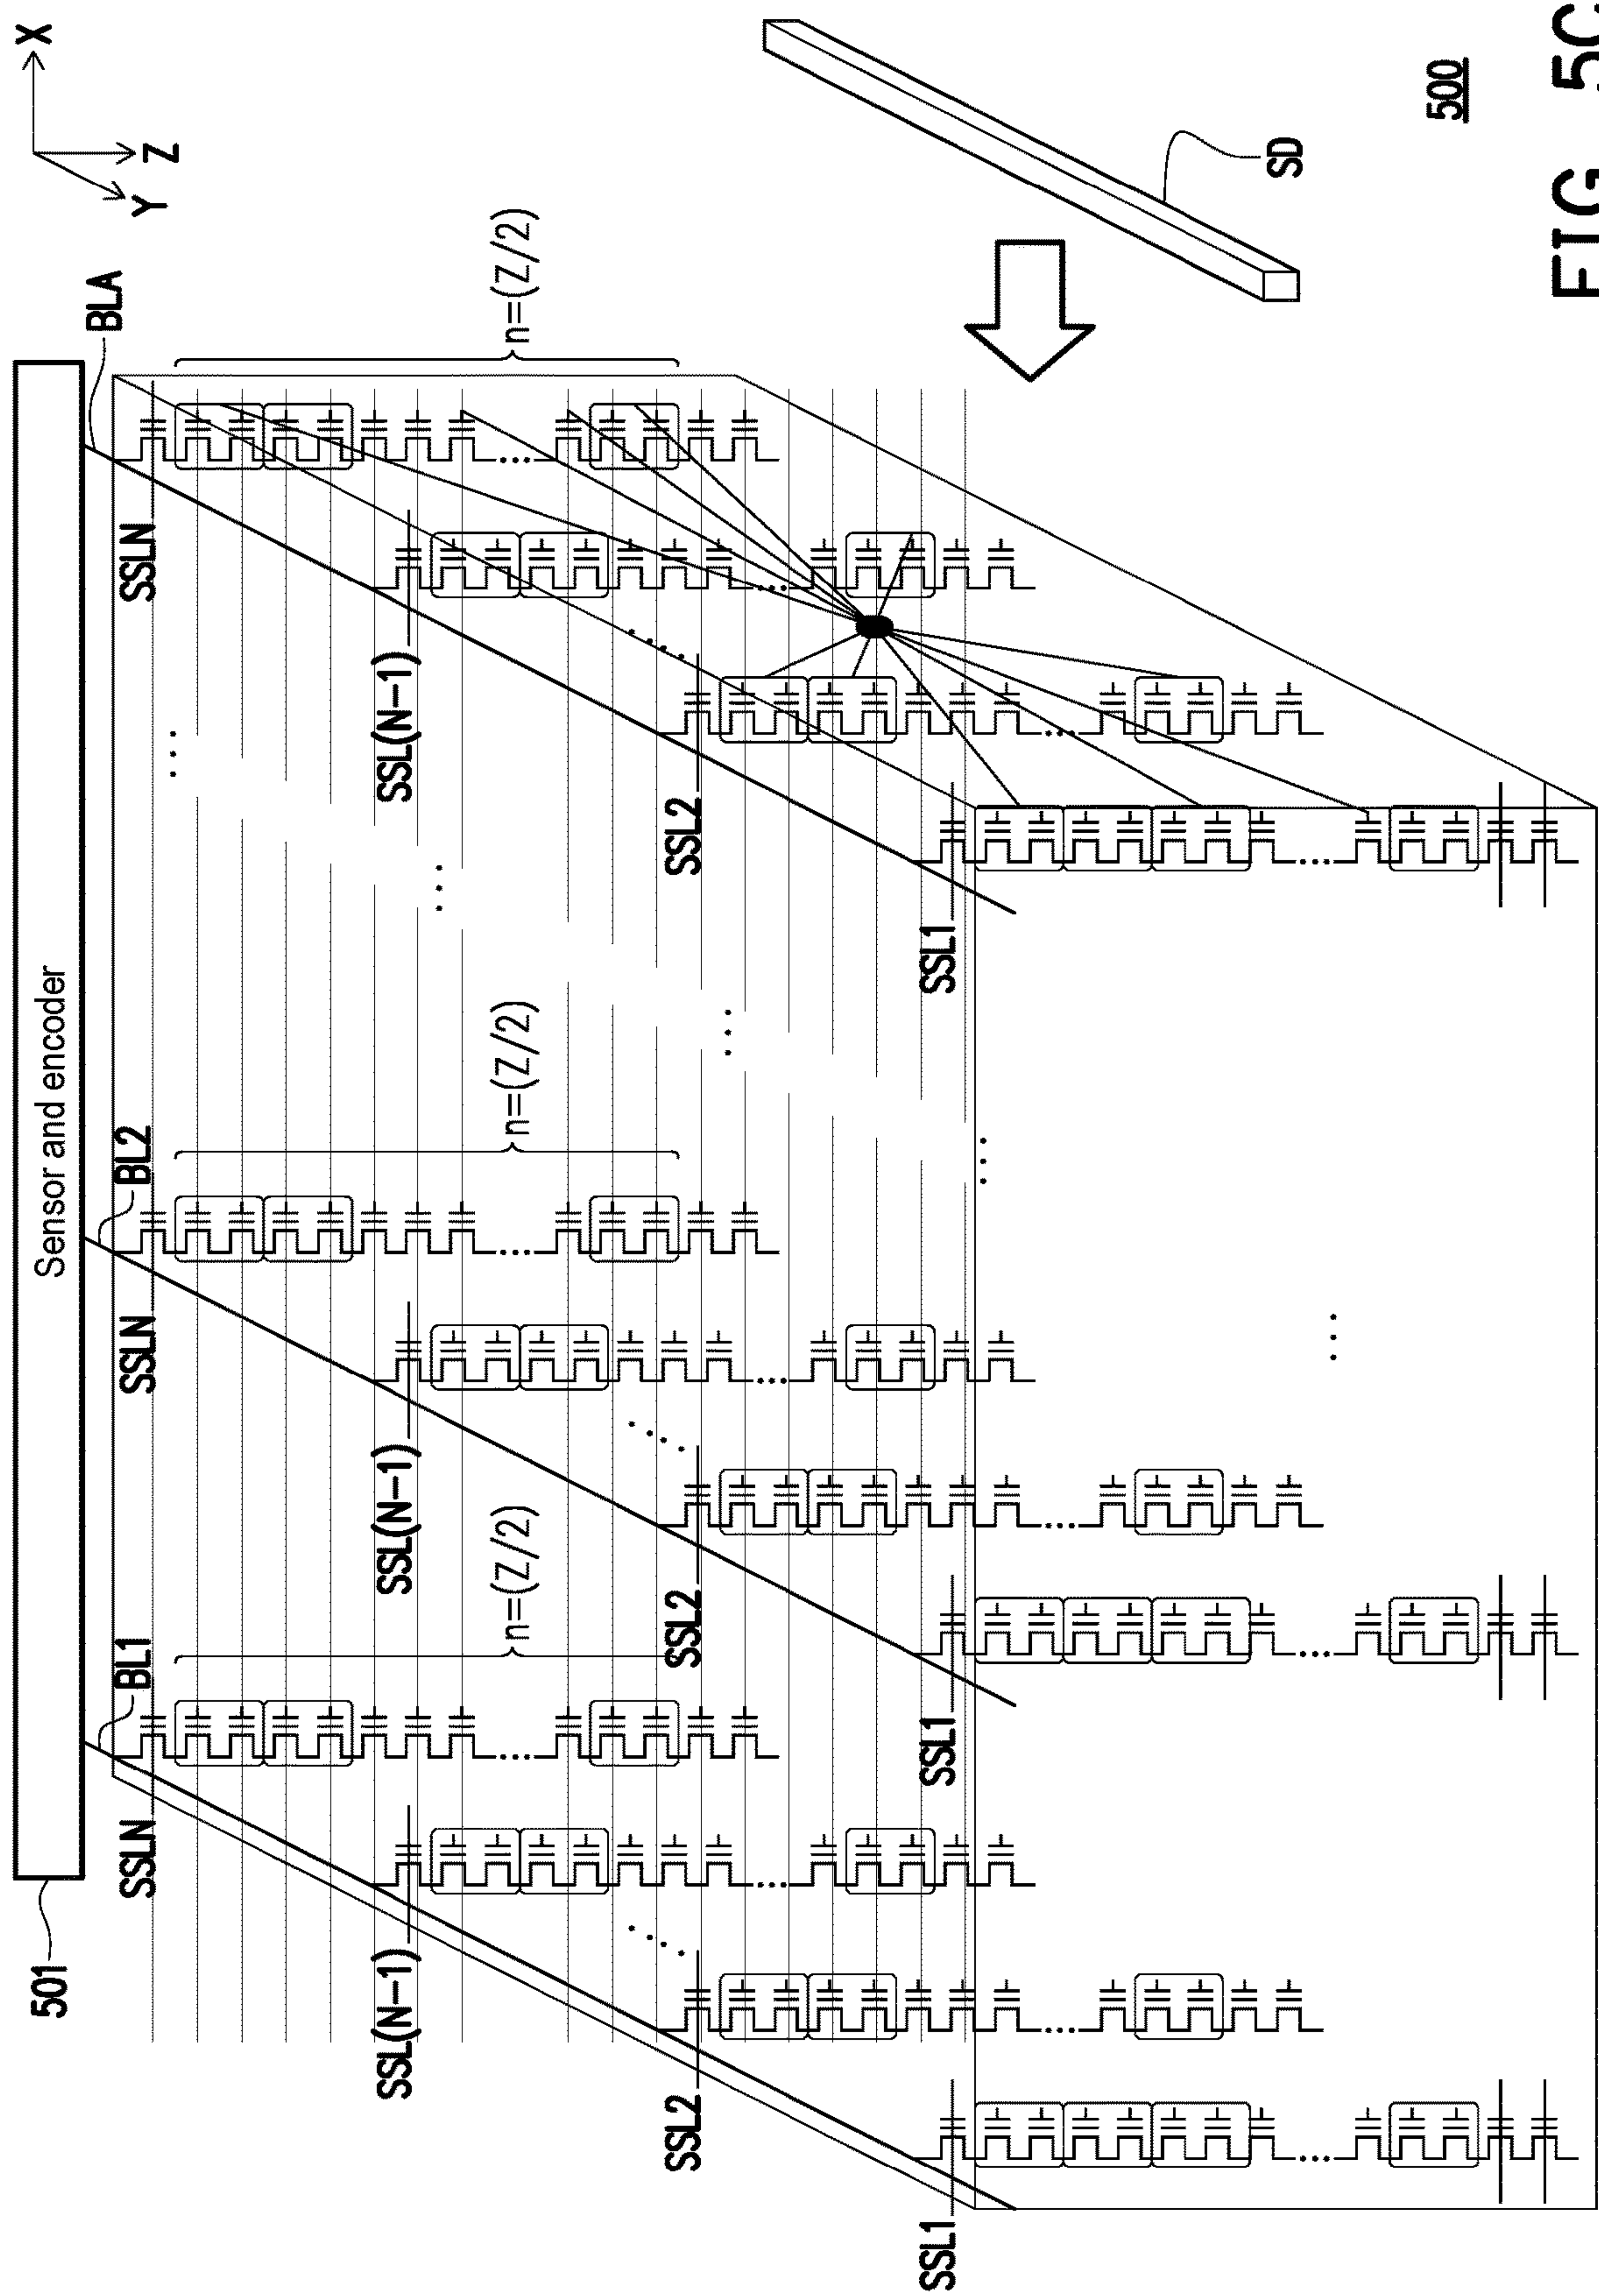 501
Sensor and encoder
X
Y
Z
BL1
BL2
BLA
SSLN
SSLN
SSLN
SSL(N-1)
SSL(N-1)
SSL(N-1)
n=(Z/2)
n=(Z/2)
n=(Z/2)
SSL2
SSL2
SSL2
SSL1
SSL1
SSL1
SD
500
FIG. 5C